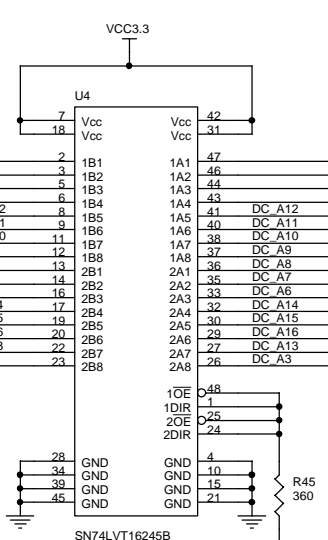 VCC3.3
U4
7 Vcc Vcc 42
18 Vcc Vcc 31
2 1B1 1A1 47
3 1B2 1A2 46
5 1B3 1A3 44
6 1B4 1A4 43
8 1B5 1A5 41 DC_A12
9 1B6 1A6 40 DC_A11
11 1B7 1A7 38 DC_A10
12 1B8 1A8 37 DC_A9
13 2B1 2A1 36 DC_A8
14 2B2 2A2 35 DC_A7
16 2B3 2A3 33 DC_A6
17 2B4 2A4 32 DC_A14
19 2B5 2A5 30 DC_A15
20 2B6 2A6 29 DC_A16
22 2B7 2A7 27 DC_A13
23 2B8 2A8 26 DC_A3
1OE 48
1DIR 1
2OE 25
2DIR 24
28 GND GND 4
34 GND GND 10
39 GND GND 15
45 GND GND 21
R45
360
SN74LVT16245B